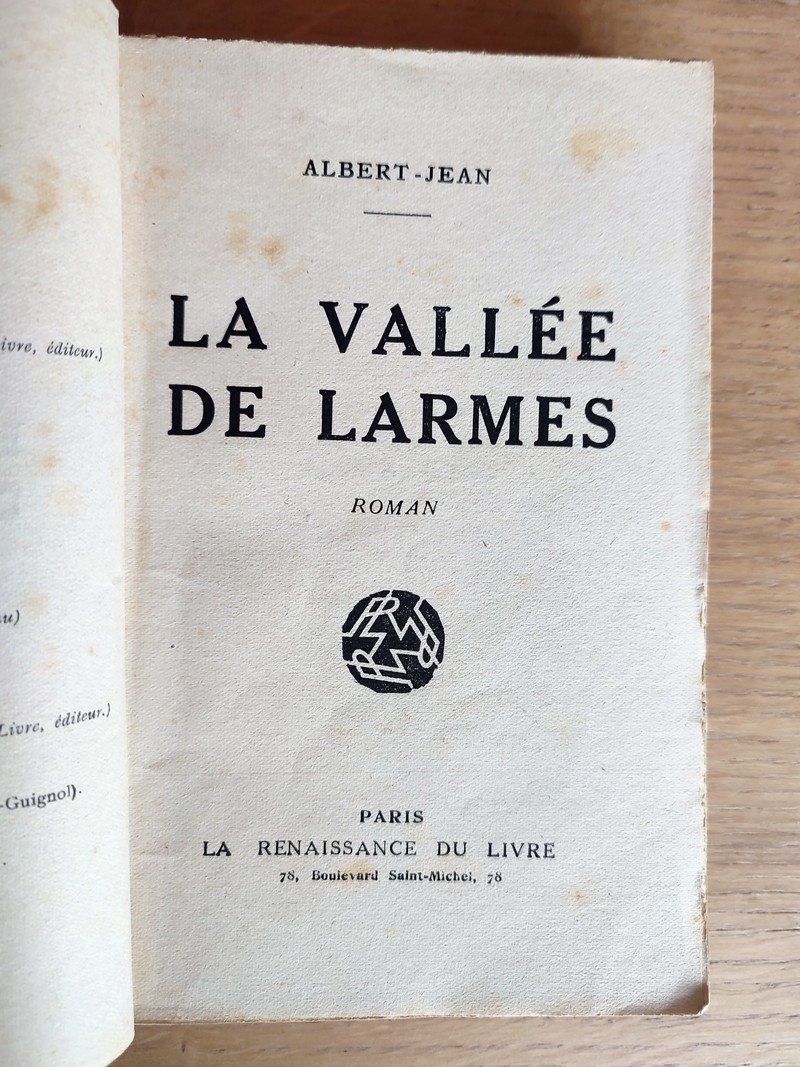 ivre, éditeur.)
Livre, éditeur.)
-Guignol).
ALBERT-JEAN
LA VALLÉE
DE LARMES
ROMAN
PARIS
LA RENAISSANCE DU LIVRE
78, Boulevard Saint-Michel, 78